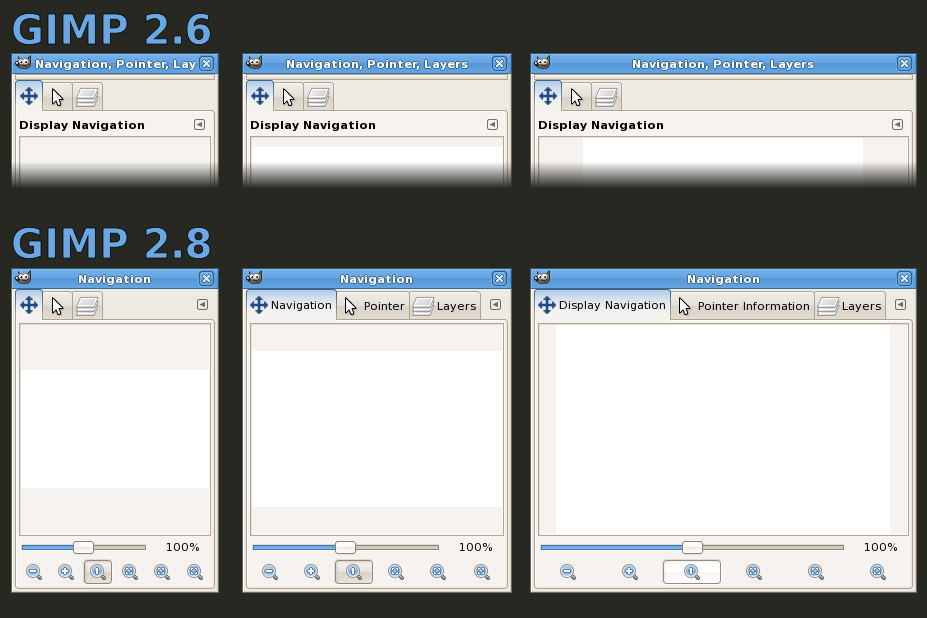 GIMP 2.6
Navigation, Pointer, Lay
Navigation, Pointer, Layers
Navigation, Pointer, Layers
Display Navigation
Display Navigation
Display Navigation
GIMP 2.8
Navigation
Navigation
Navigation
Navigation Pointer Layers
Display Navigation Pointer Information Layers
100%
100%
100%